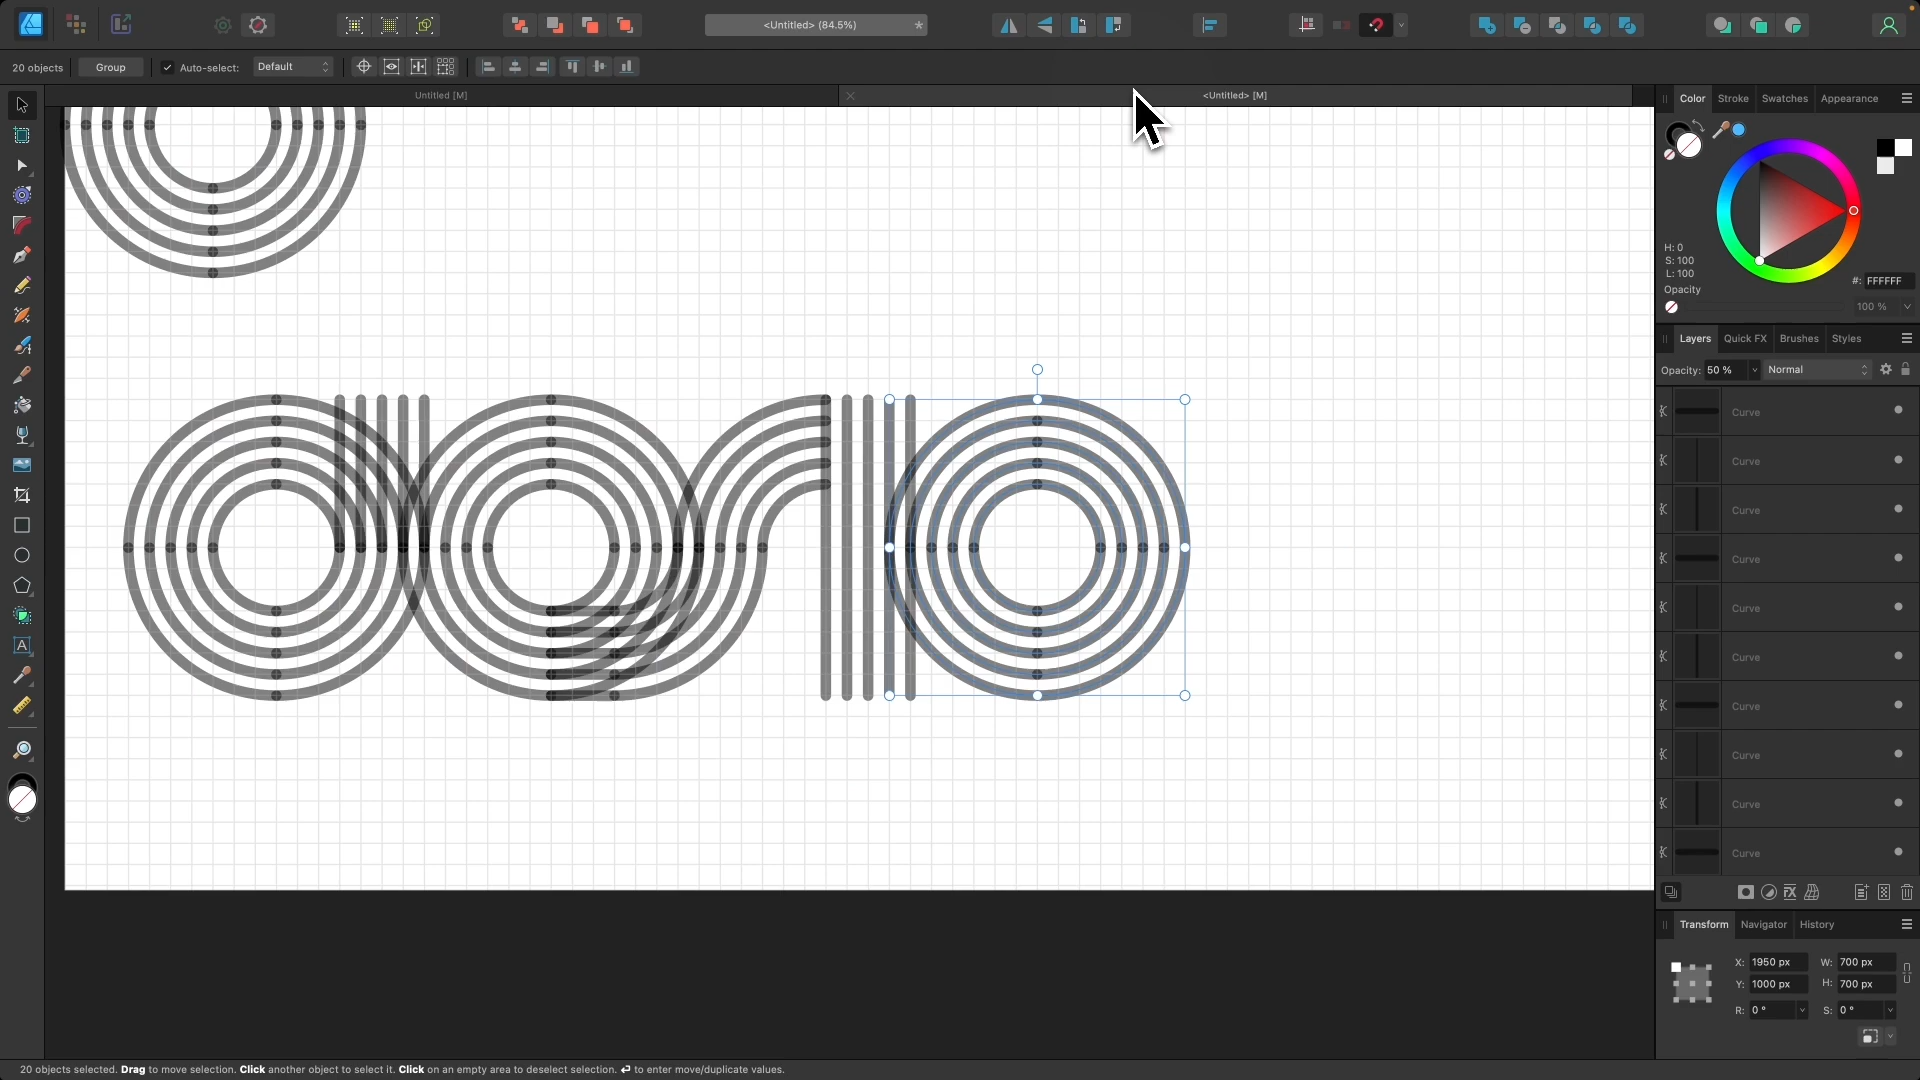 <Untitled> (84.5%)
*
20 objects
Group
Auto-select:
Default
Untitled [M]
<Untitled> [M]
Color
Stroke
Swatches
Appearance
H: 0
S: 100
L: 100
#: FFFFFF
Opacity
100 %
Layers
Quick FX
Brushes
Styles
Opacity: 50 %
Normal
Curve
Curve
Curve
Curve
Curve
Curve
Curve
Curve
Curve
Curve
Transform
Navigator
History
X: 1950 px
W: 700 px
Y: 1000 px
H: 700 px
R: 0 °
S: 0 °
20 objects selected. Drag to move selection. Click another object to select it. Click on an empty area to deselect selection. ↵ to enter move/duplicate values.